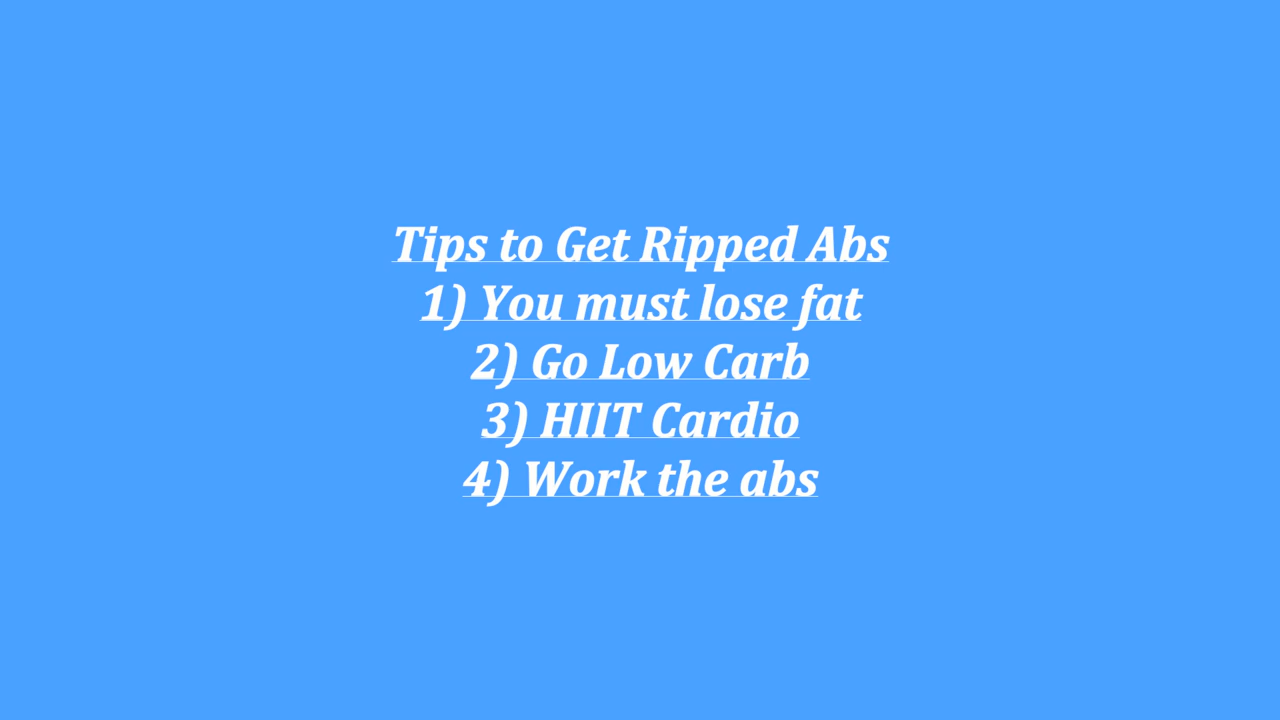 Tips to Get Ripped Abs
1) You must lose fat
2) Go Low Carb
3) HIIT Cardio
4) Work the abs